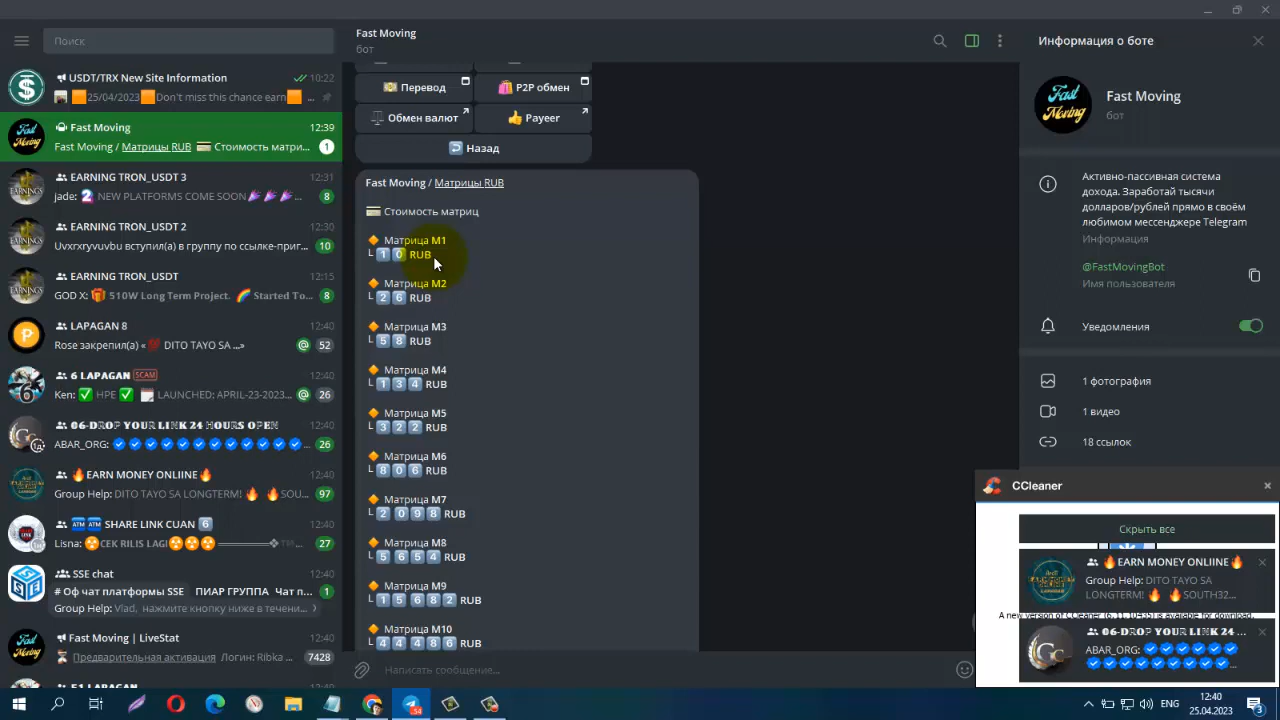 Поиск
USDT/TRX New Site Information
10:22
25/04/2023 Don't miss this chance earn ...
Fast Moving
12:39
Fast Moving / Матрицы RUB Стоимость матри...
1
EARNING TRON_USDT 3
12:31
Jade: NEW PLATFORMS COME SOON ...
8
EARNING TRON_USDT 2
12:30
Uvxrxyruvubu вступил(а) в группу по ссылке-приг...
10
EARNING TRON_USDT
12:15
GOD X: 510W Long Term Project. Started To...
8
LAPAGAN 8
12:40
Rose закрепил(а) « DITO TAYO SA ...»
@ 52
6 LAPAGAN SCAM
12:40
Ken: HPE LAUNCHED: APRIL-23-2023...
@ 26
06-DROP YOUR LINK 24 HOURS OPEN
12:40
ABAR_ORG: ...
26
EARN MONEY ONLIINE
12:40
Group Help: DITO TAYO SA LONGTERM! SOU...
97
ATM ATM SHARE LINK CUAN 6
12:40
Lisna: CEK RILIS LAGI
27
SSE chat
12:40
# Оф чат платформы SSE ПИАР ГРУППА Чат п...
1
Group Help: Vlad, нажмите кнопку ниже в течени...
Fast Moving | LiveStat
12:40
Предварительная активация Логин: Ribka ...
7428
51 LAPAGAN
Fast Moving
бот
Перевод
P2P обмен
Обмен валют
Payeer
Назад
Fast Moving / Матрицы RUB
Стоимость матриц
Матрица M1
10 RUB
Матрица M2
26 RUB
Матрица M3
58 RUB
Матрица M4
134 RUB
Матрица M5
322 RUB
Матрица M6
806 RUB
Матрица M7
2098 RUB
Матрица M8
5654 RUB
Матрица M9
15682 RUB
Матрица M10
44486 RUB
Написать сообщение...
Информация о боте
Fast Moving
бот
Активно-пассивная система
дохода. Заработай тысячи
долларов/рублей прямо в своём
любимом мессенджере Telegram
Информация
@FastMovingBot
Имя пользователя
Уведомления
1 фотография
1 видео
18 ссылок
CCleaner
Скрыть все
EARN MONEY ONLIINE
Group Help: DITO TAYO SA
LONGTERM! SOUTH32...
06-DROP YOUR LINK 24 ...
ABAR_ORG:
...
ENG
12:40
25.04.2023
3